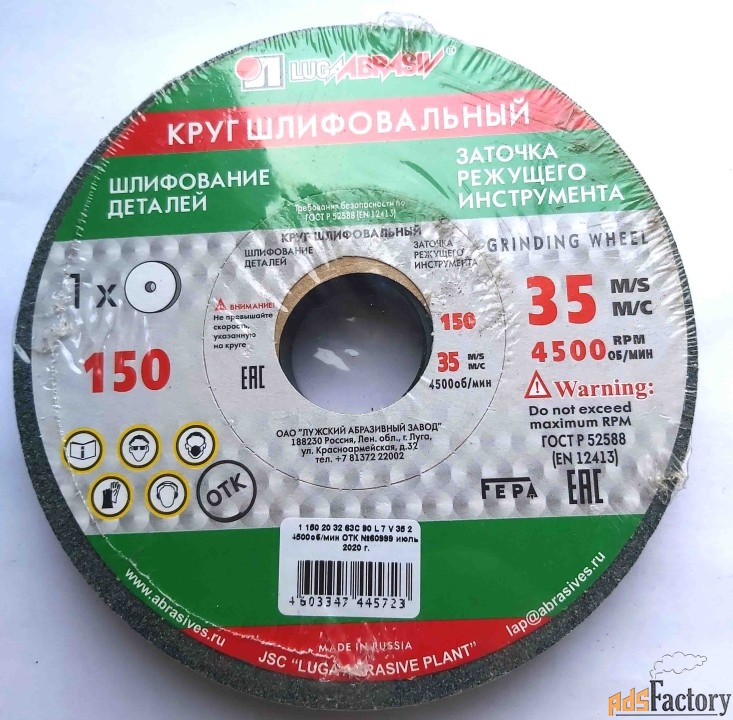 LUGAABRASIV®
КРУГ ШЛИФОВАЛЬНЫЙ
ШЛИФОВАНИЕ
ДЕТАЛЕЙ
ЗАТОЧКА
РЕЖУЩЕГО
ИНСТРУМЕНТА
Требования безопасности по
ГОСТ Р 52588 (EN 12413)
КРУГ ШЛИФОВАЛЬНЫЙ
ШЛИФОВАНИЕ
ДЕТАЛЕЙ
ЗАТОЧКА
РЕЖУЩЕГО
ИНСТРУМЕНТА
GRINDING WHEEL
1 x
150
ВНИМАНИЕ!
Не превышайте
скорость,
указанную
на круге
EAC
150
35 M/S
М/С
4500об/мин
35 M/S
М/С
4500 RPM
ОБ/МИН
Warning:
Do not exceed
maximum RPM
ГОСТ Р 52588
(EN 12413)
ОАО "ЛУЖСКИЙ АБРАЗИВНЫЙ ЗАВОД"
188230 Россия, Лен. обл., г. Луга,
ул. Красноармейская, д.32
тел. +7 81372 22002
ОТК
FEPA
EAC
1 150 20 32 63C 90 L 7 V 35 2
4500об/мин ОТК №60999 июль
2020 г.
4603347 445723
www.abrasives.ru
lap@abrasives.ru
MADE IN RUSSIA
JSC "LUGA ABRASIVE PLANT"
AdsFactory